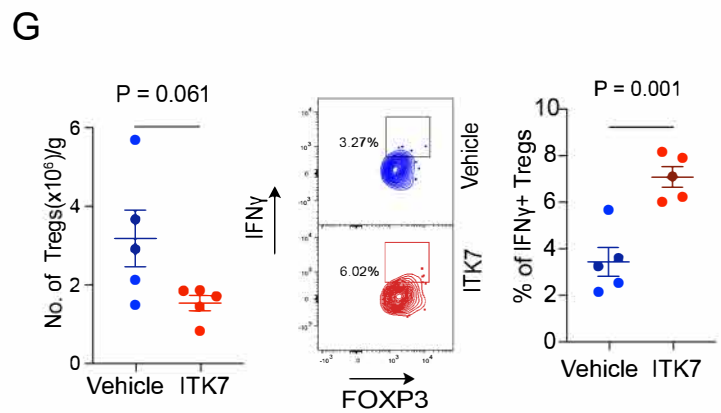 G
P = 0.061
No. of Tregs(x10⁶)/g
6
4
2
0
Vehicle
ITK7
IFNγ
3.27%
Vehicle
6.02%
ITK7
FOXP3
P = 0.001
% of IFNγ+ Tregs
10
8
6
4
2
0
Vehicle
ITK7